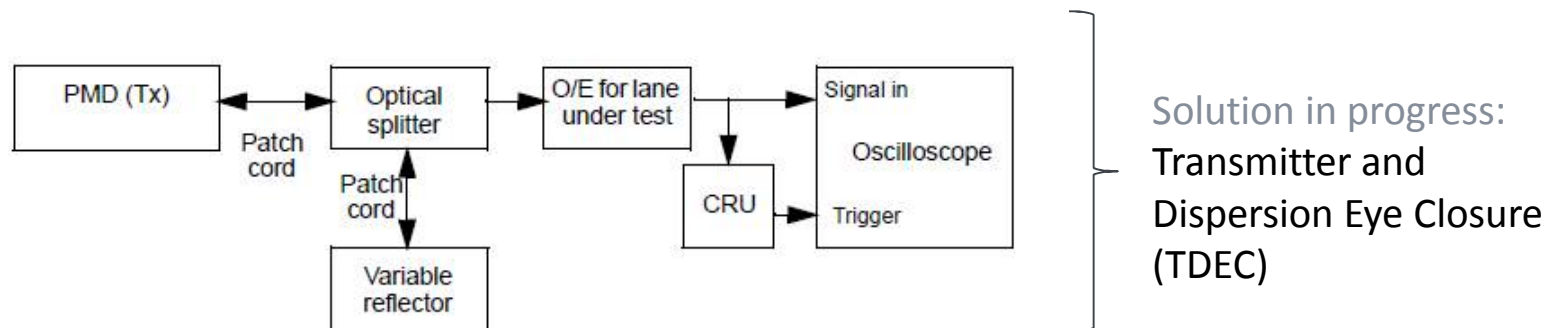 PMD (Tx)
Patch
cord
Optical
splitter
O/E for lane
under test
Signal in
Oscilloscope
Trigger
CRU
Patch
cord
Variable
reflector
Solution in progress:
Transmitter and
Dispersion Eye Closure
(TDEC)